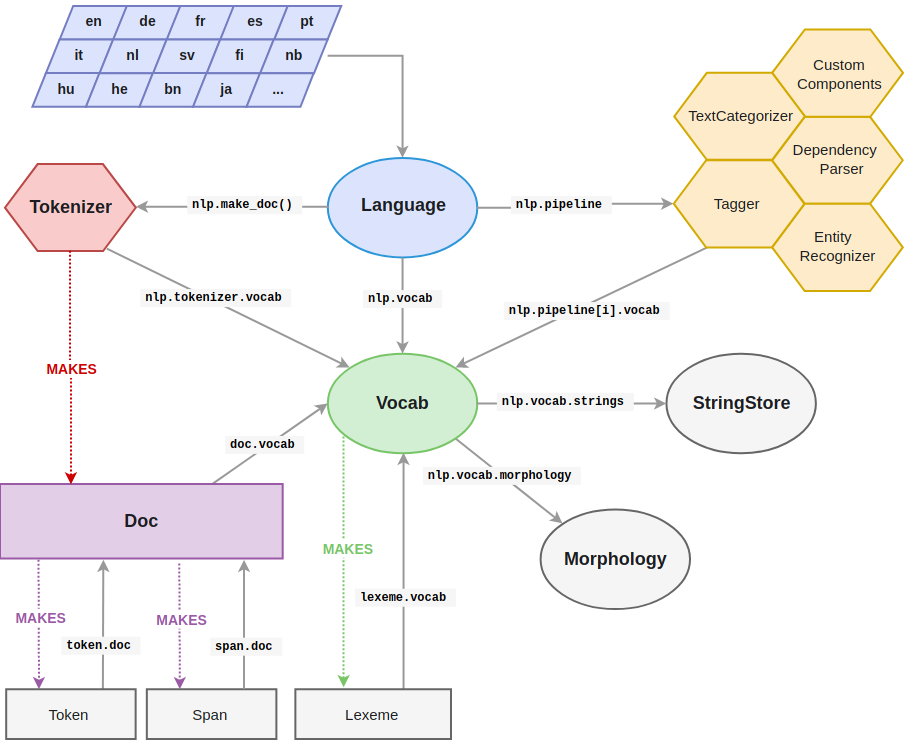 en de fr es pt
it nl sv fi nb
hu he bn ja ...
Custom
Components
TextCategorizer
Dependency
Parser
Tagger
Entity
Recognizer
Tokenizer
nlp.make_doc()
Language
nlp.pipeline
nlp.tokenizer.vocab
nlp.vocab
nlp.pipeline[i].vocab
MAKES
Vocab
nlp.vocab.strings
StringStore
doc.vocab
nlp.vocab.morphology
Doc
MAKES
Morphology
lexeme.vocab
MAKES
MAKES
token.doc
span.doc
Token
Span
Lexeme